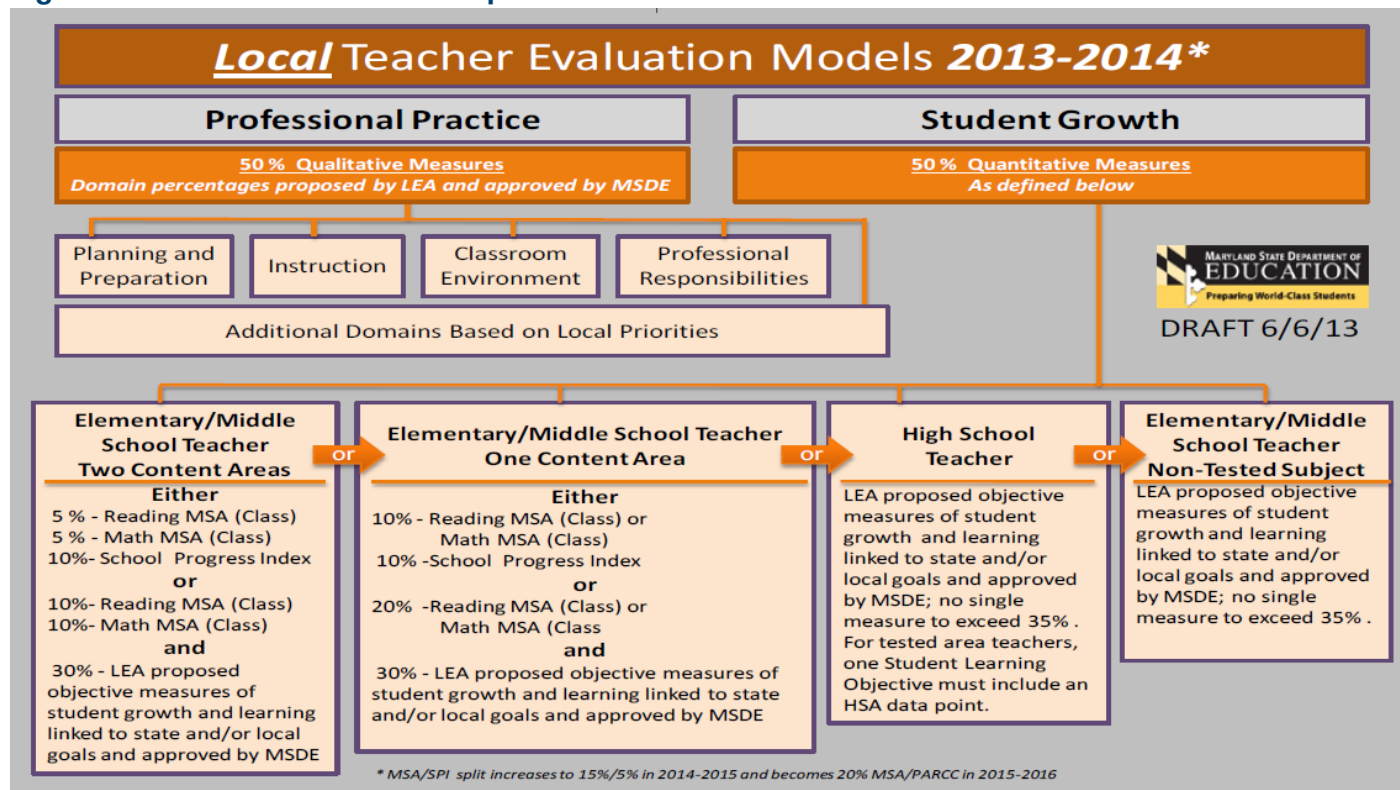 Local Teacher Evaluation Models 2013-2014*
Professional Practice
50 % Qualitative Measures
Domain percentages proposed by LEA and approved by MSDE
Student Growth
50 % Quantitative Measures
As defined below
Planning and
Preparation
Instruction
Classroom
Environment
Professional
Responsibilities
Additional Domains Based on Local Priorities
MARYLAND STATE DEPARTMENT OF
EDUCATION
Preparing World-Class Students
DRAFT 6/6/13
Elementary/Middle
School Teacher
Two Content Areas
Either
5 % - Reading MSA (Class)
5 % - Math MSA (Class)
10%- School Progress Index
or
10%- Reading MSA (Class)
10%- Math MSA (Class)
and
30% - LEA proposed
objective measures of
student growth and learning
linked to state and/or local
goals and approved by MSDE
or
Elementary/Middle School Teacher
One Content Area
Either
10% - Reading MSA (Class) or
Math MSA (Class)
10% -School Progress Index
or
20% -Reading MSA (Class) or
Math MSA (Class
and
30% - LEA proposed objective measures of
student growth and learning linked to state
and/or local goals and approved by MSDE
or
High School
Teacher
LEA proposed objective
measures of student
growth and learning
linked to state and/or
local goals and approved
by MSDE; no single
measure to exceed 35% .
For tested area teachers,
one Student Learning
Objective must include an
HSA data point.
or
Elementary/Middle
School Teacher
Non-Tested Subject
LEA proposed objective
measures of student
growth and learning
linked to state and/or
local goals and approved
by MSDE; no single
measure to exceed 35% .
* MSA/SPI split increases to 15%/5% in 2014-2015 and becomes 20% MSA/PARCC in 2015-2016